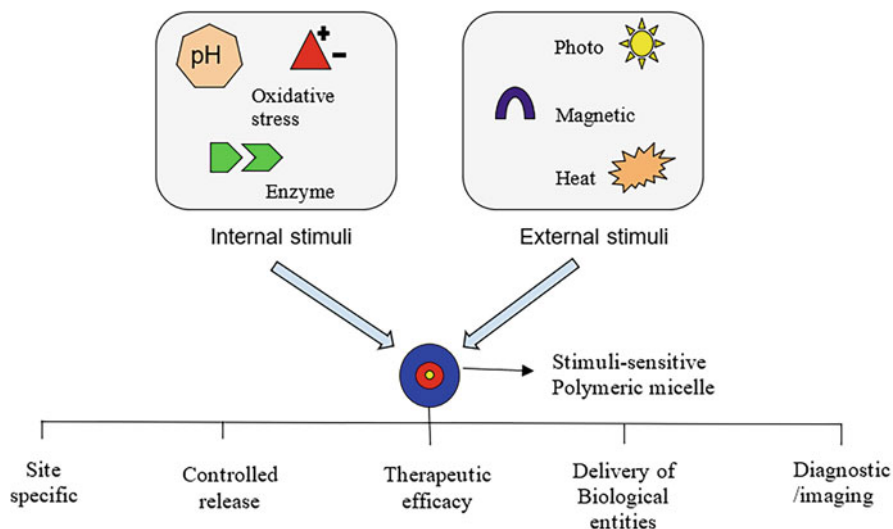 pH
Oxidative
stress
Enzyme
Internal stimuli
Photo
Magnetic
Heat
External stimuli
Stimuli-sensitive
Polymeric micelle
Site
specific
Controlled
release
Therapeutic
efficacy
Delivery of
Biological
entities
Diagnostic
/imaging